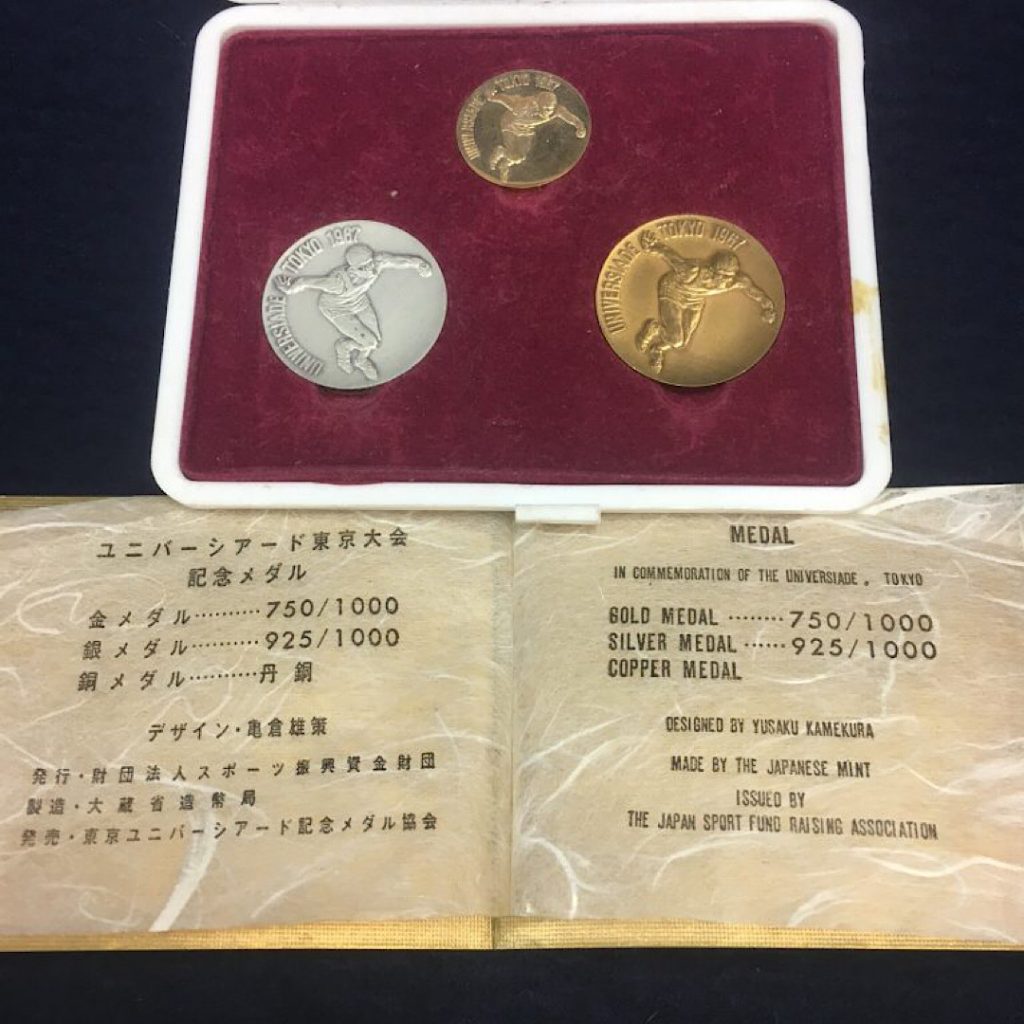 UNIVERSIADE TOKYO 1967
UNIVERSIADE TOKYO 1967
UNIVERSIADE TOKYO 1967
ユニバーシアード東京大会
記念メダル
金メダル··········750/1000
銀メダル··········925/1000
銅メダル··········丹銅
デザイン・亀倉雄策
発行・財団法人スポーツ振興資金財団
製造・大蔵省造幣局
発売・東京ユニバーシアード記念メダル協会
MEDAL
IN COMMEMORATION OF THE UNIVERSIADE, TOKYO
GOLD MEDAL ········750/1000
SILVER MEDAL ······925/1000
COPPER MEDAL
DESIGNED BY YUSAKU KAMEKURA
MADE BY THE JAPANESE MINT
ISSUED BY
THE JAPAN SPORT FUND RAISING ASSOCIATION